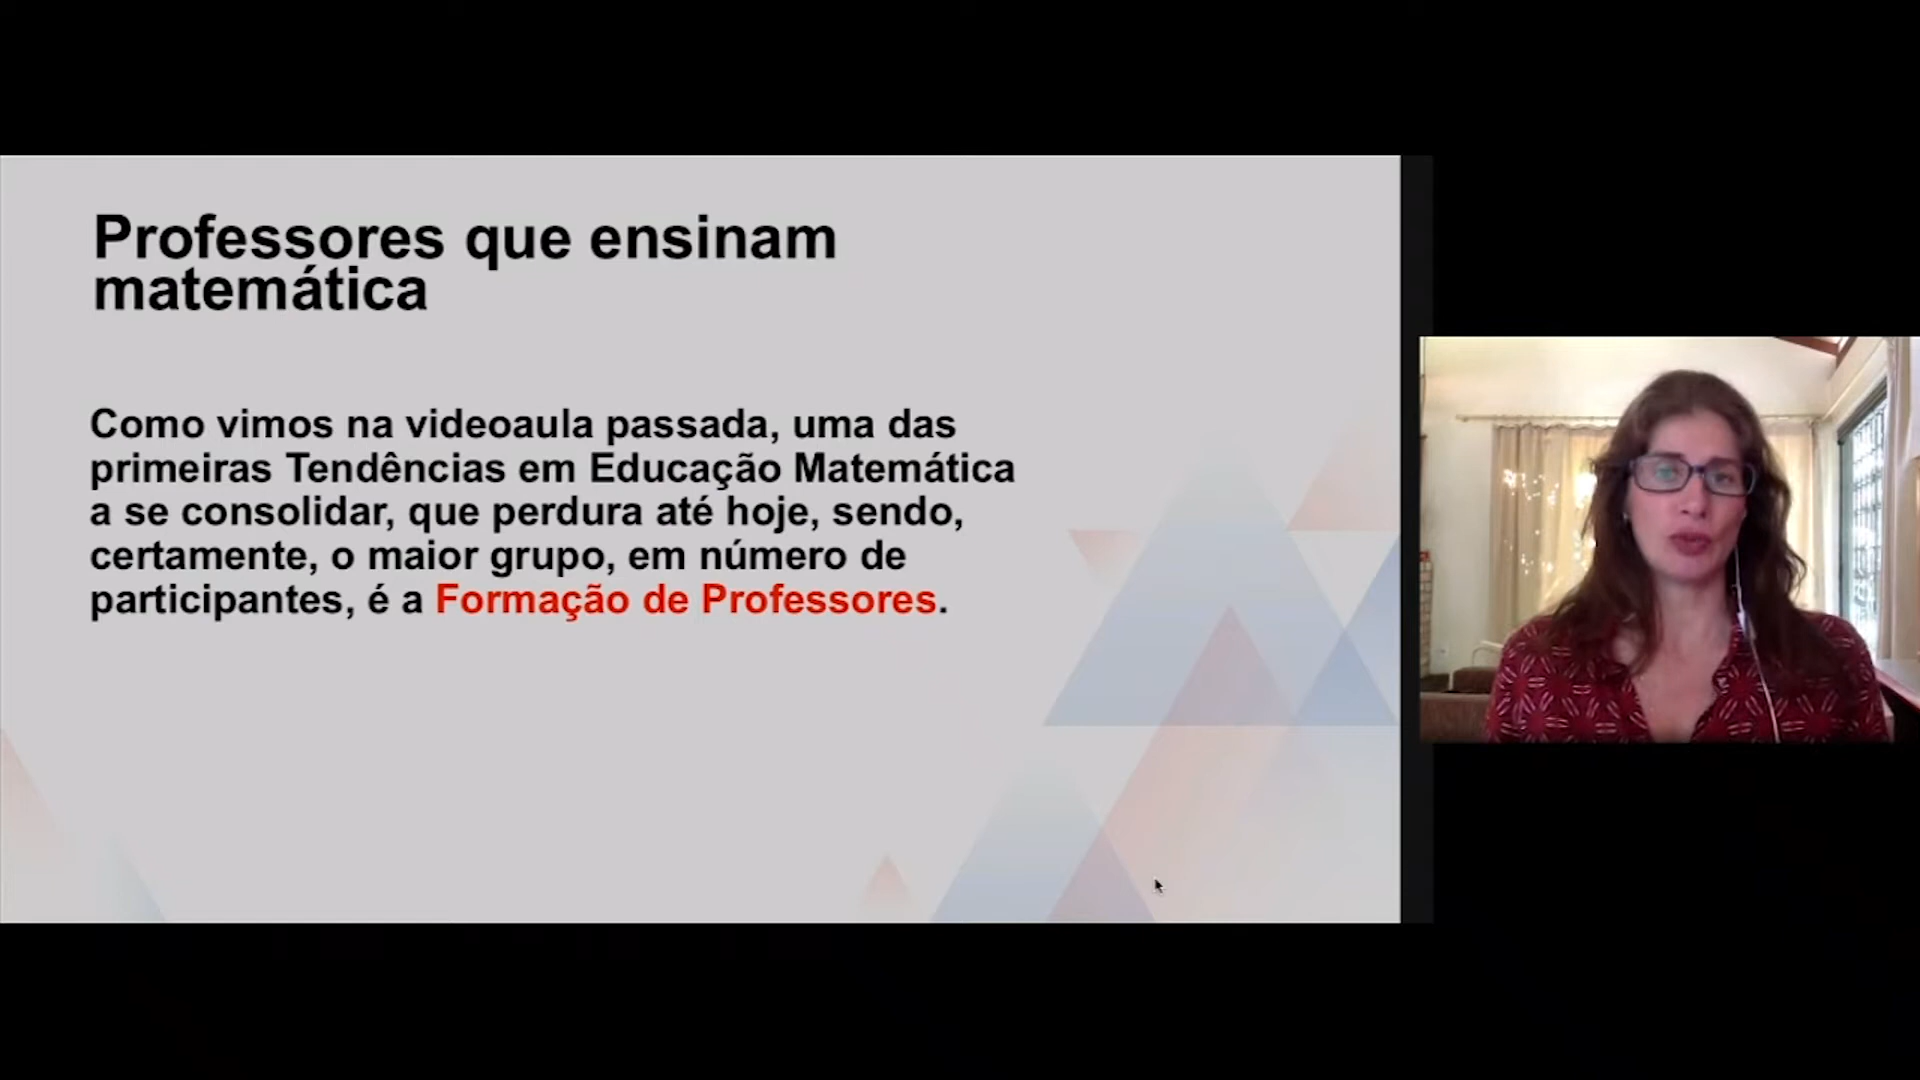 Professores que ensinam
matemática
Como vimos na videoaula passada, uma das
primeiras Tendências em Educação Matemática
a se consolidar, que perdura até hoje, sendo,
certamente, o maior grupo, em número de
participantes, é a Formação de Professores.